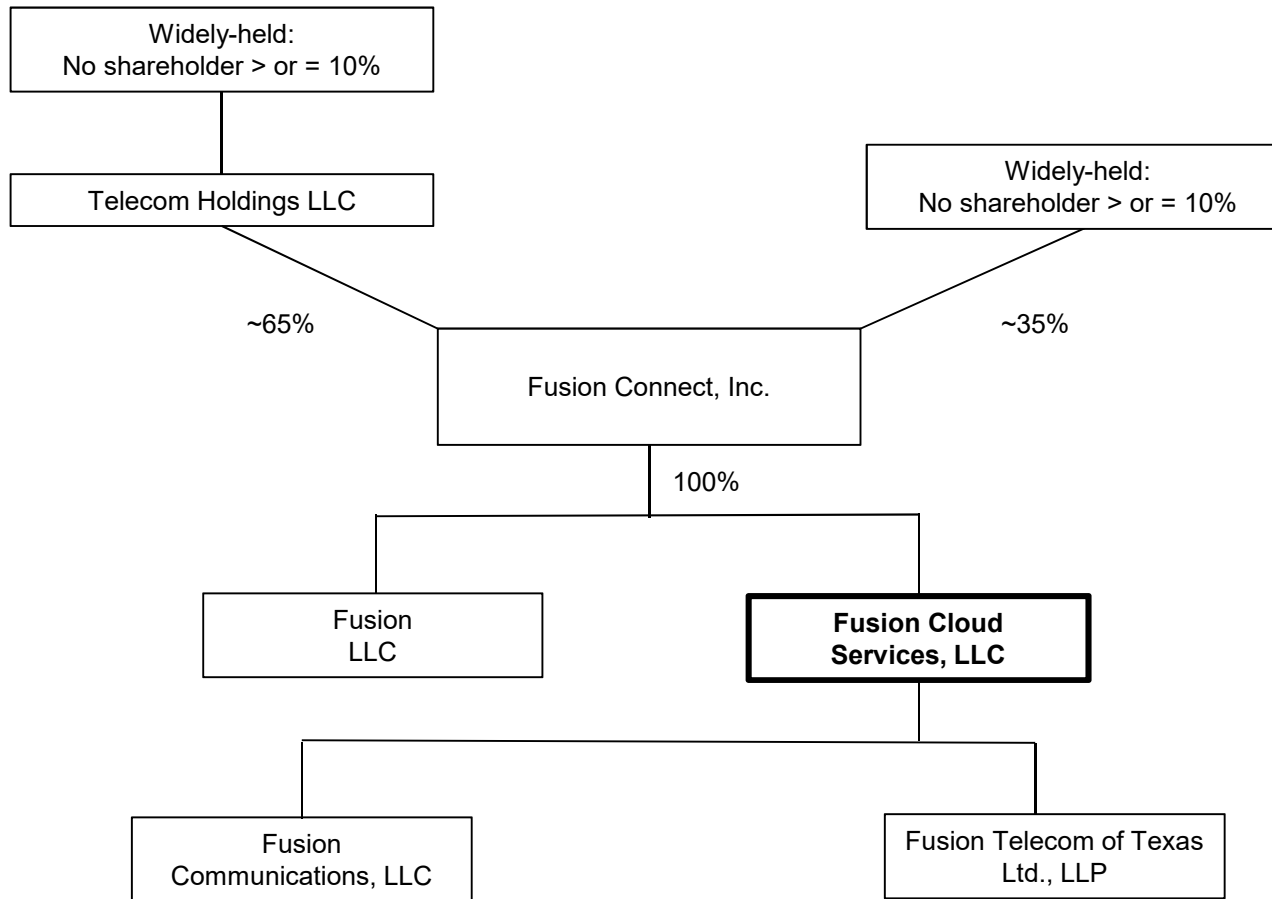 Widely-held:
No shareholder > or = 10%
Telecom Holdings LLC
Widely-held:
No shareholder > or = 10%
~65%
~35%
Fusion Connect, Inc.
100%
Fusion
LLC
Fusion Cloud
Services, LLC
Fusion
Communications, LLC
Fusion Telecom of Texas
Ltd., LLP